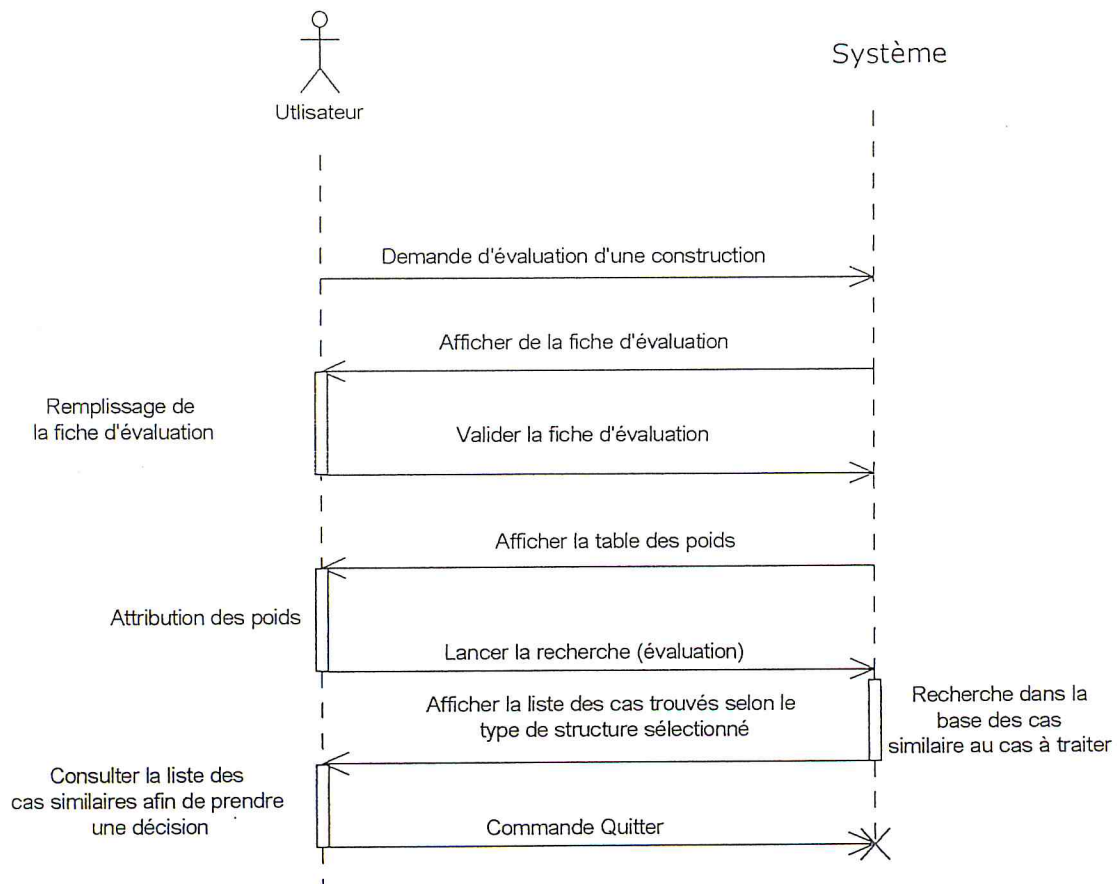 Système
Utlisateur
Demande d'évaluation d'une construction
Afficher de la fiche d'évaluation
Remplissage de
la fiche d'évaluation
Valider la fiche d'évaluation
Afficher la table des poids
Attribution des poids
Lancer la recherche (évaluation)
Afficher la liste des cas trouvés selon le
type de structure sélectionné
Recherche dans la
base des cas
similaire au cas à traiter
Consulter la liste des
cas similaires afin de prendre
une décision
Commande Quitter